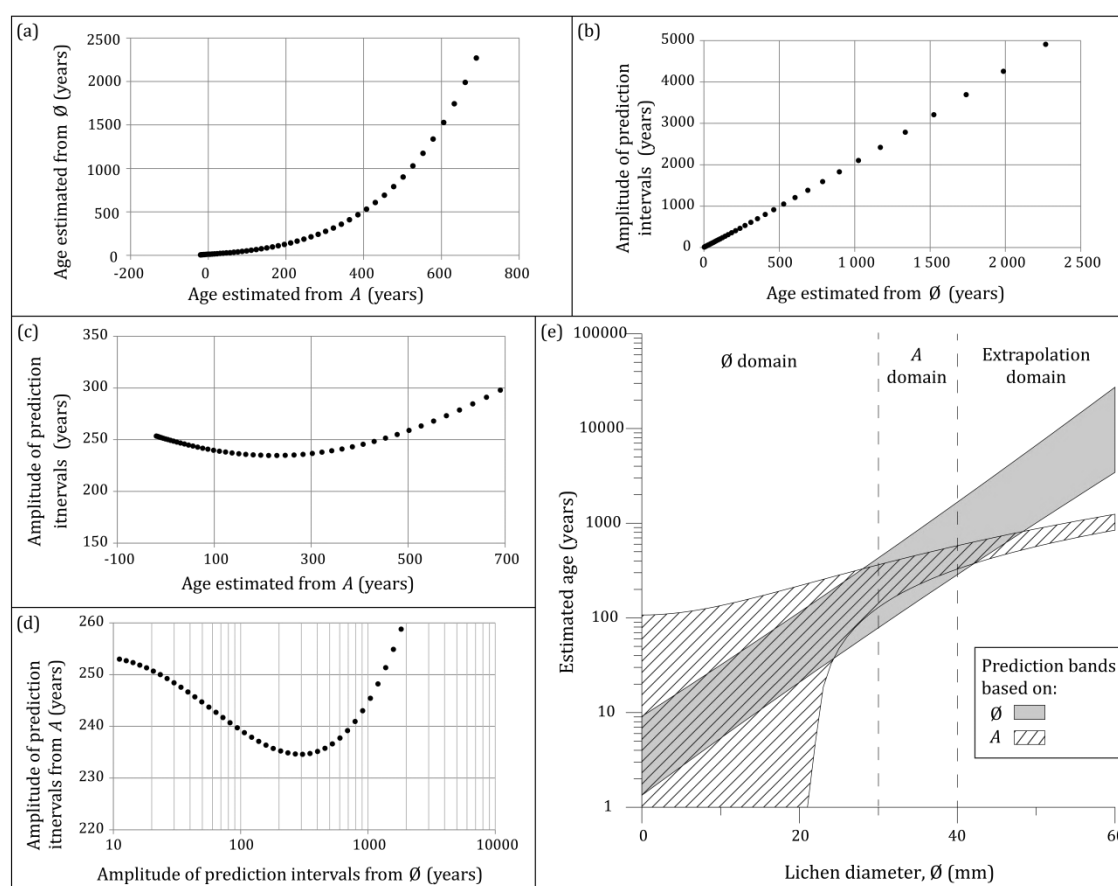 (a)
2500
2000
1500
1000
500
0
-200 0 200 400 600 800
Age estimated from Ø (years)
Age estimated from A (years)
(b)
5000
4000
3000
2000
1000
0
0 500 1 000 1 500 2 000 2 500
Amplitude of prediction
intervals (years)
Age estimated from Ø (years)
(c)
350
300
250
200
150
-100 100 300 500 700
Amplitude of prediction
itnervals (years)
Age estimated from A (years)
(d)
260
250
240
230
220
10 100 1000 10000
Amplitude of prediction
itnervals from A (years)
Amplitude of prediction intervals from Ø (years)
(e)
100000
10000
1000
100
10
1
0 20 40 60
Estimated age (years)
Lichen diameter, Ø (mm)
Ø domain
A
domain
Extrapolation
domain
Prediction bands
based on:
Ø
A